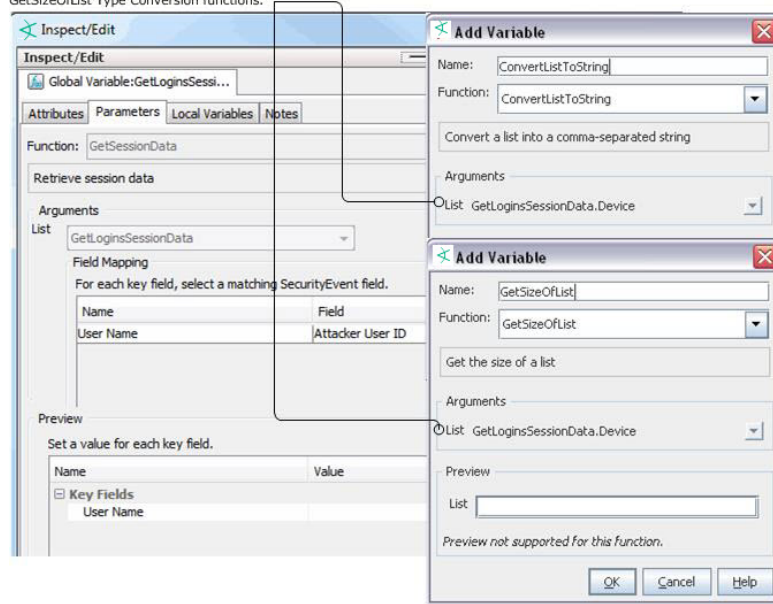 GetSizeOfList Type Conversion functions.
Inspect/Edit
Inspect/Edit
Global Variable:GetLoginsSessi...
Attributes Parameters Local Variables Notes
Function: GetSessionData
Retrieve session data
Arguments
List
GetLoginsSessionData
Field Mapping
For each key field, select a matching SecurityEvent field.
Name Field
User Name Attacker User ID
Preview
Set a value for each key field.
Name Value
Key Fields
User Name
Add Variable
Name: ConvertListToString
Function: ConvertListToString
Convert a list into a comma-separated string
Arguments
List GetLoginsSessionData.Device
Add Variable
Name: GetSizeOfList
Function: GetSizeOfList
Get the size of a list
Arguments
List GetLoginsSessionData.Device
Preview
List
Preview not supported for this function.
OK Cancel Help